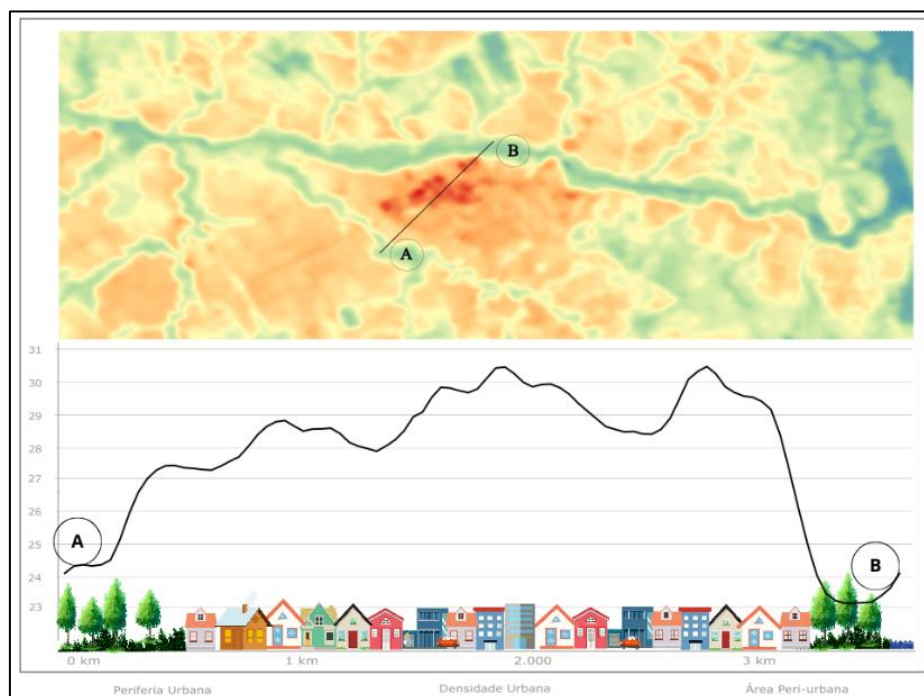 B
A
31
30
29
28
27
26
25
24
23
A
B
0 km 1 km 2.000 3 km
Periferia Urbana Densidade Urbana Área Peri-urbana